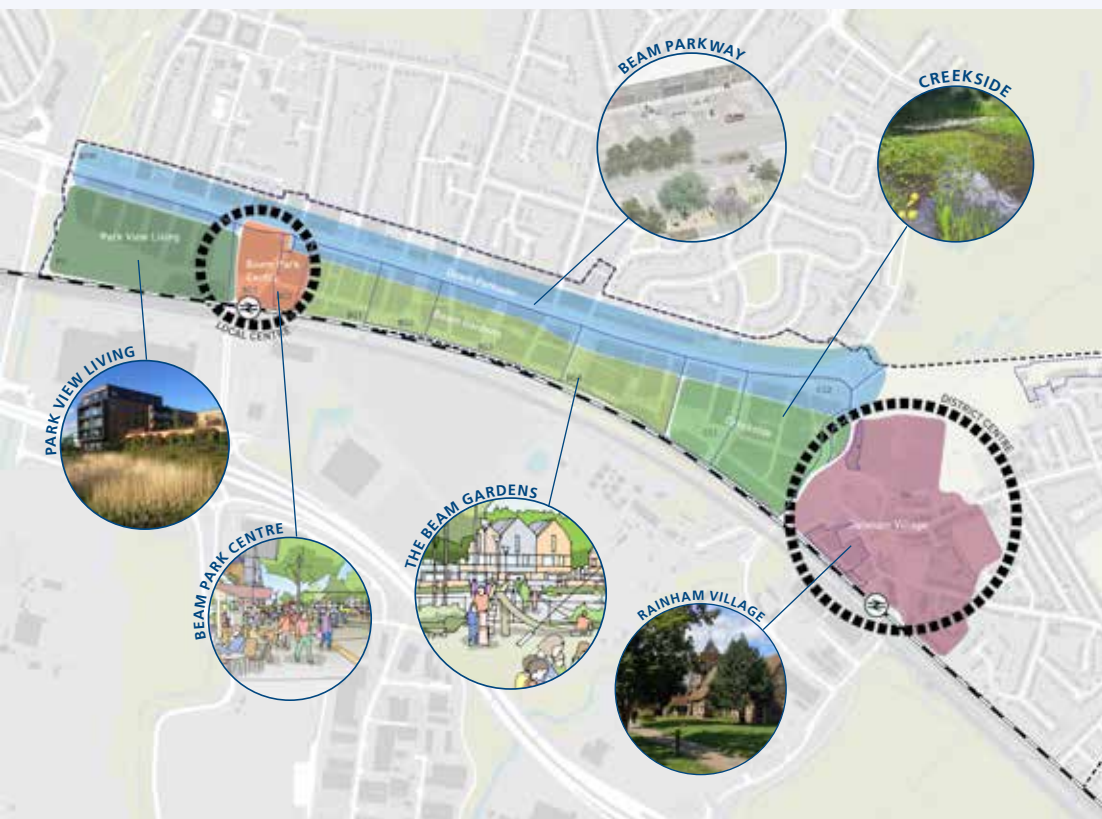 BEAM PARKWAY
CREEKSIDE
Park View Living
Beam Park
Centre
Beam Parkway
Beam Gardens
LOCAL CENTRE
Creekside
DISTRICT CENTRE
Rainham Village
PARK VIEW LIVING
BEAM PARK CENTRE
THE BEAM GARDENS
RAINHAM VILLAGE